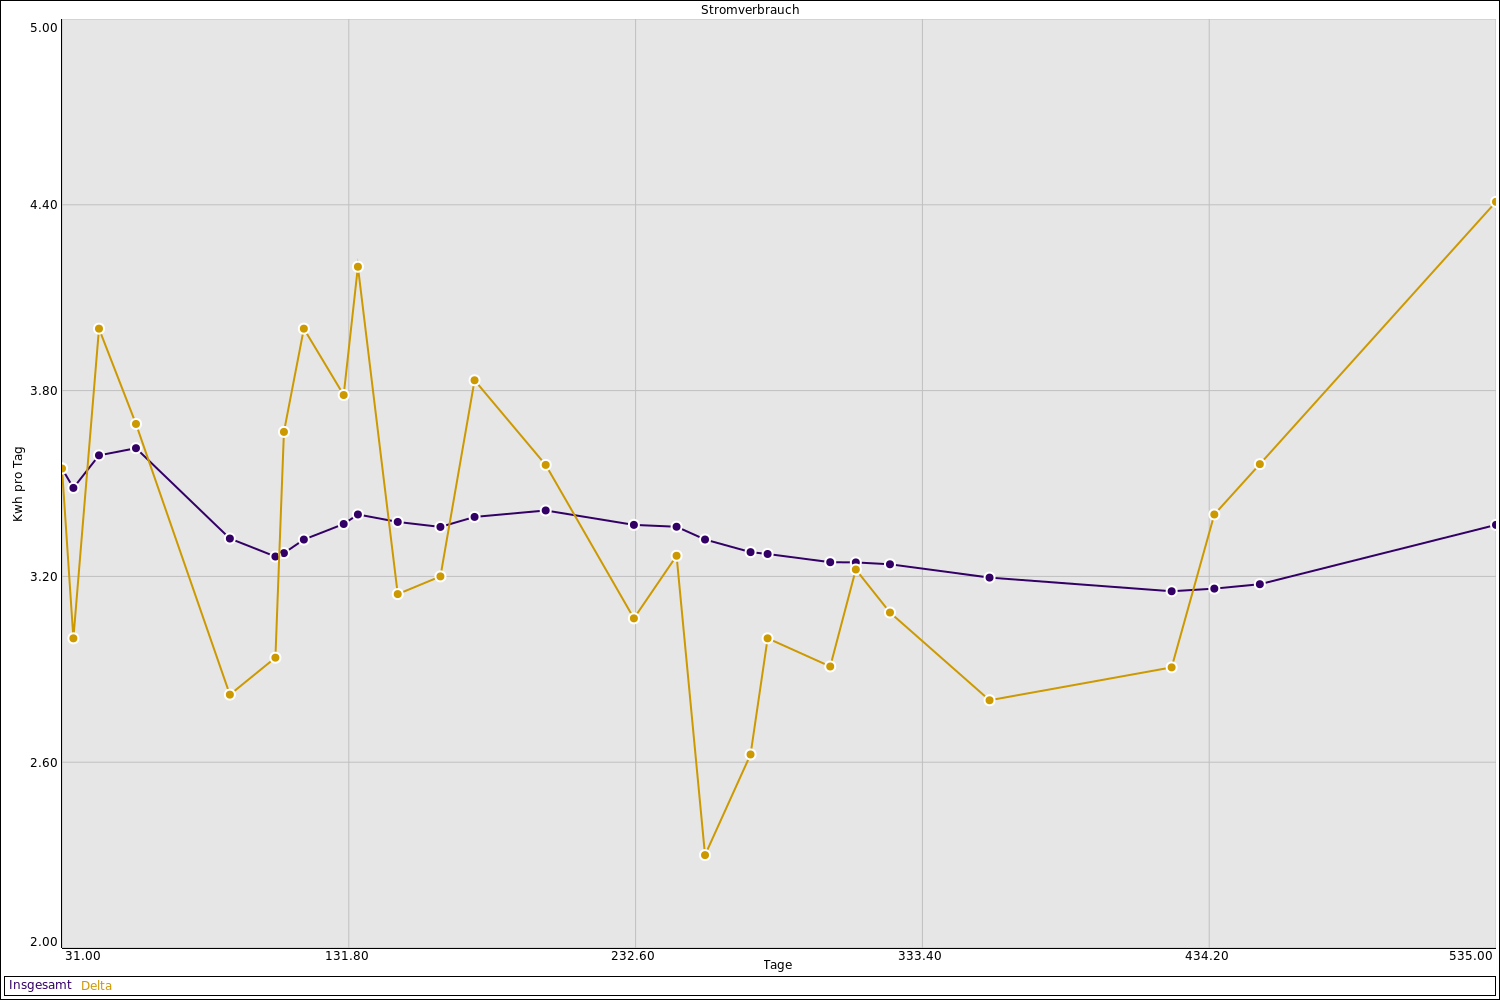 Stromverbrauch
5.00
4.40
3.80
3.20
2.60
2.00
Kwh pro Tag
31.00 131.80 232.60 333.40 434.20 535.00
Tage
Insgesamt Delta